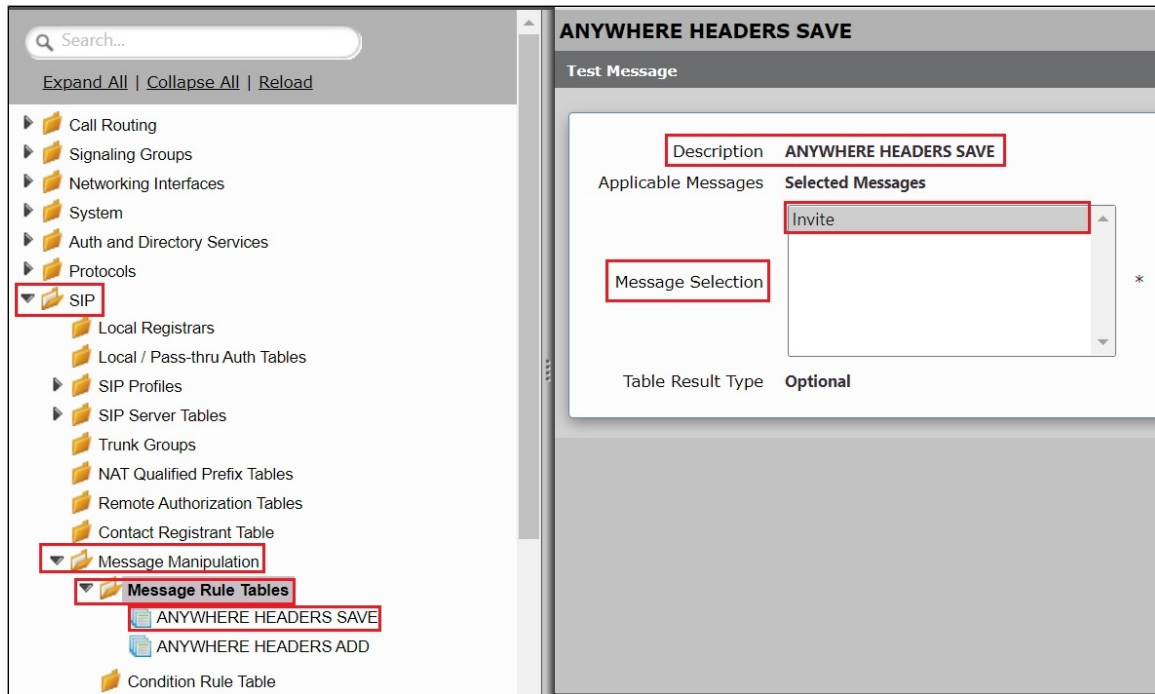 Search...
Expand All | Collapse All | Reload
Call Routing
Signaling Groups
Networking Interfaces
System
Auth and Directory Services
Protocols
SIP
Local Registrars
Local / Pass-thru Auth Tables
SIP Profiles
SIP Server Tables
Trunk Groups
NAT Qualified Prefix Tables
Remote Authorization Tables
Contact Registrant Table
Message Manipulation
Message Rule Tables
ANYWHERE HEADERS SAVE
ANYWHERE HEADERS ADD
Condition Rule Table
ANYWHERE HEADERS SAVE
Test Message
Description ANYWHERE HEADERS SAVE
Applicable Messages Selected Messages
Invite
Message Selection *
Table Result Type Optional